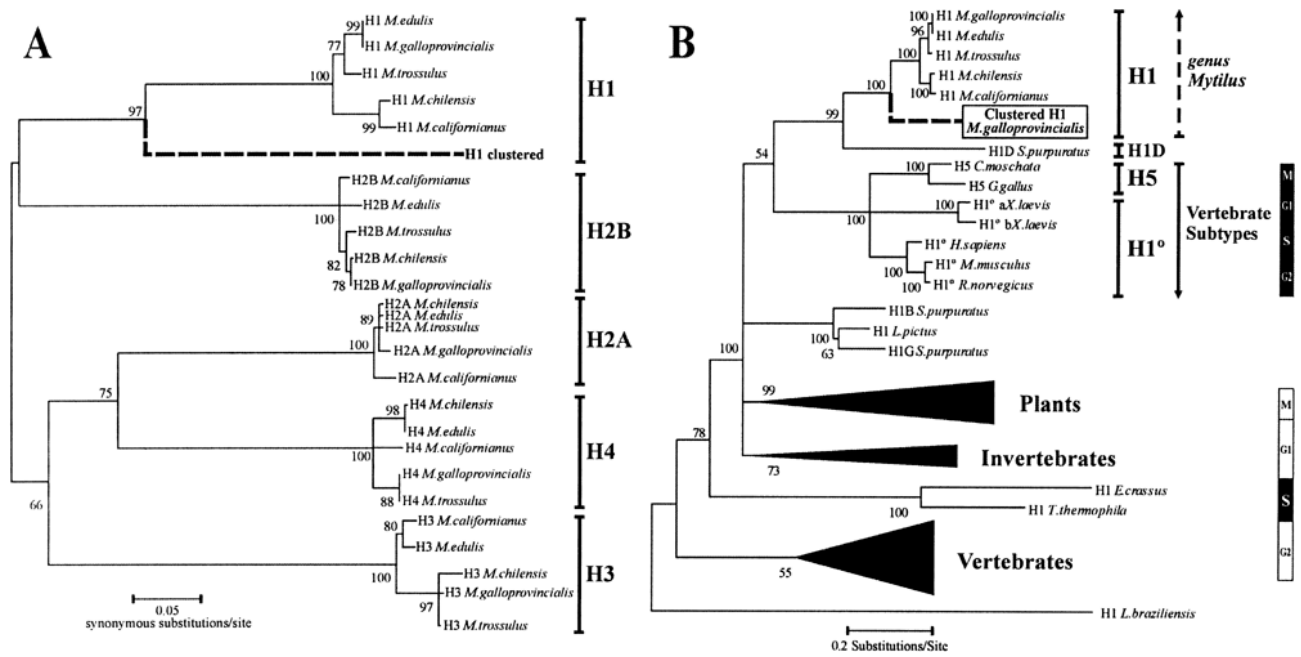 A
99
H1 M.edulis
77
H1 M.galloprovincialis
100
H1 M.trossulus
H1 M.chilensis
97
99
H1 M.californianus
H1
H1 clustered
H2B M.californianus
H2B M.edulis
100
H2B M.trossulus
82
H2B M.chilensis
78
H2B M.galloprovincialis
H2B
H2A M.chilensis
H2A M.edulis
89
H2A M.trossulus
100
H2A M.galloprovincialis
H2A M.californianus
H2A
75
98
H4 M.chilensis
H4 M.edulis
H4 M.californianus
100
H4 M.galloprovincialis
88
H4 M.trossulus
H4
66
80
H3 M.californianus
H3 M.edulis
100
H3 M.chilensis
97
H3 M.galloprovincialis
H3 M.trossulus
H3
0.05
synonymous substitutions/site
B
100
H1 M.galloprovincialis
96
H1 M.edulis
100
H1 M.trossulus
100
H1 M.chilensis
100
H1 M.californianus
Clustered H1
M.galloprovincialis
H1
genus
Mytilus
99
H1D S.purpuratus
H1D
54
100
H5 C.moschata
H5 G.gallus
H5
100
H1° aX.laevis
100
H1° bX.laevis
H1° H.sapiens
100
H1° M.musculus
100
H1° R.norvegicus
H1°
Vertebrate
Subtypes
M
G1
S
G2
H1B S.purpuratus
100
H1 L.pictus
63
H1G S.purpuratus
100
99
Plants
73
Invertebrates
78
H1 E.crassus
100
H1 T.thermophila
55
Vertebrates
M
G1
S
G2
H1 L.braziliensis
0.2 Substitutions/Site